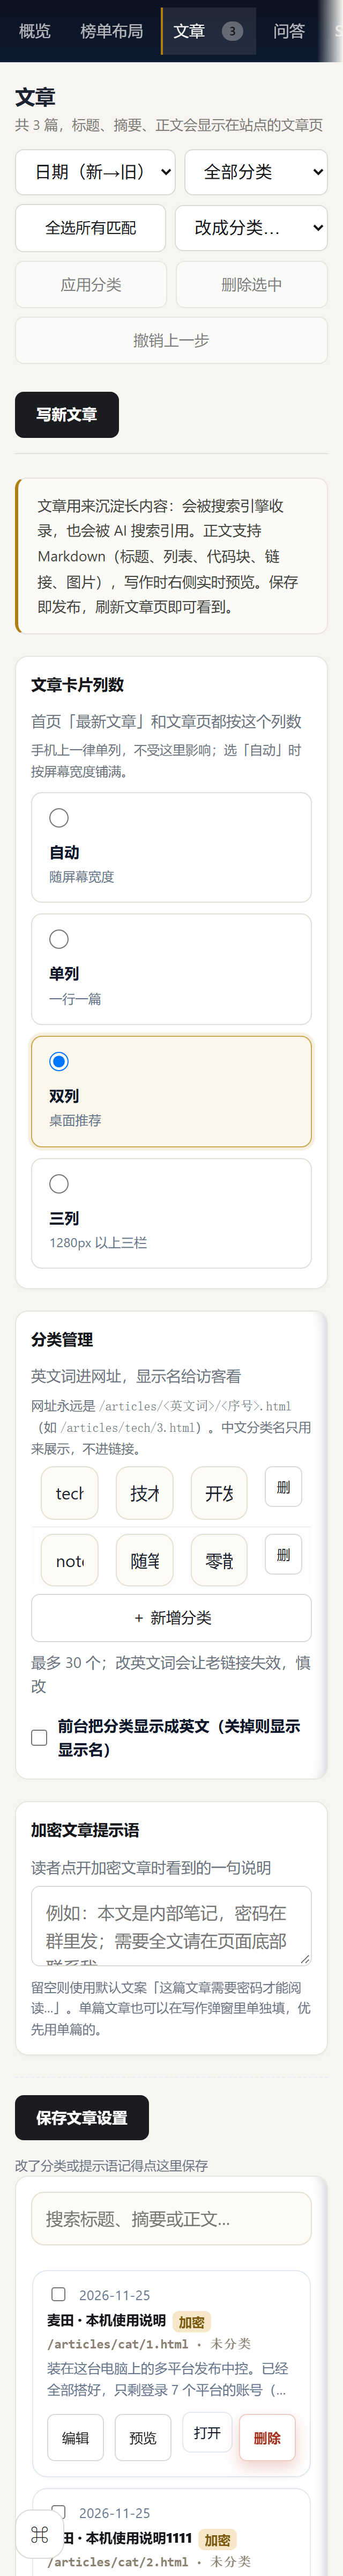 概览 榜单布局 文章 3 问答
文章
共 3 篇，标题、摘要、正文会显示在站点的文章页
日期（新→旧） 全部分类
全选所有匹配 改成分类…
应用分类 删除选中
撤销上一步
写新文章
文章用来沉淀长内容：会被搜索引擎收
录，也会被 AI 搜索引用。正文支持
Markdown（标题、列表、代码块、链
接、图片），写作时右侧实时预览。保存
即发布，刷新文章页即可看到。
文章卡片列数
首页「最新文章」和文章页都按这个列数
手机上一律单列，不受这里影响；选「自动」时
按屏幕宽度铺满。
自动
随屏幕宽度
单列
一行一篇
双列
桌面推荐
三列
1280px 以上三栏
分类管理
英文词进网址，显示名给访客看
网址永远是 /articles/<英文词>/<序号>.html
（如 /articles/tech/3.html）。中文分类名只用
来展示，不进链接。
tech 技术 开发 删
note 随笔 零散 删
+ 新增分类
最多 30 个；改英文词会让老链接失效，慎
改
前台把分类显示成英文（关掉则显示
显示名）
加密文章提示语
读者点开加密文章时看到的一句说明
例如：本文是内部笔记，密码在
群里发；需要全文请在页面底部
联系我
留空则使用默认文案「这篇文章需要密码才能阅
读…」。单篇文章也可以在写作弹窗里单独填，优
先用单篇的。
保存文章设置
改了分类或提示语记得点这里保存
搜索标题、摘要或正文…
2026-11-25
麦田 · 本机使用说明 加密
/articles/cat/1.html · 未分类
装在这台电脑上的多平台发布中控。已经
全部搭好，只剩登录 7 个平台的账号（…
编辑 预览 打开 删除
2026-11-25
田 · 本机使用说明1111 加密
/articles/cat/2.html · 未分类